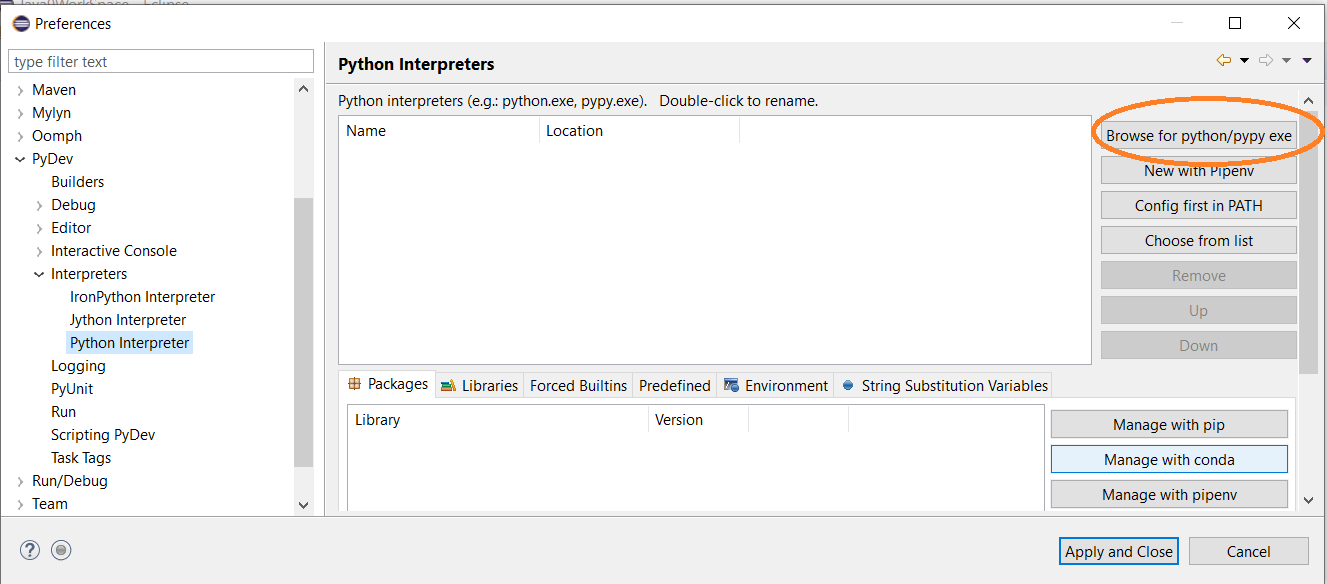 Java0WorkSpace - Eclipse
Preferences
type filter text
Maven
Mylyn
Oomph
PyDev
Builders
Debug
Editor
Interactive Console
Interpreters
IronPython Interpreter
Jython Interpreter
Python Interpreter
Logging
PyUnit
Run
Scripting PyDev
Task Tags
Run/Debug
Team
Python Interpreters
Python interpreters (e.g.: python.exe, pypy.exe). Double-click to rename.
Name Location
Browse for python/pypy exe
New with Pipenv
Config first in PATH
Choose from list
Remove
Up
Down
Packages Libraries Forced Builtins Predefined Environment String Substitution Variables
Library Version
Manage with pip
Manage with conda
Manage with pipenv
? Apply and Close Cancel